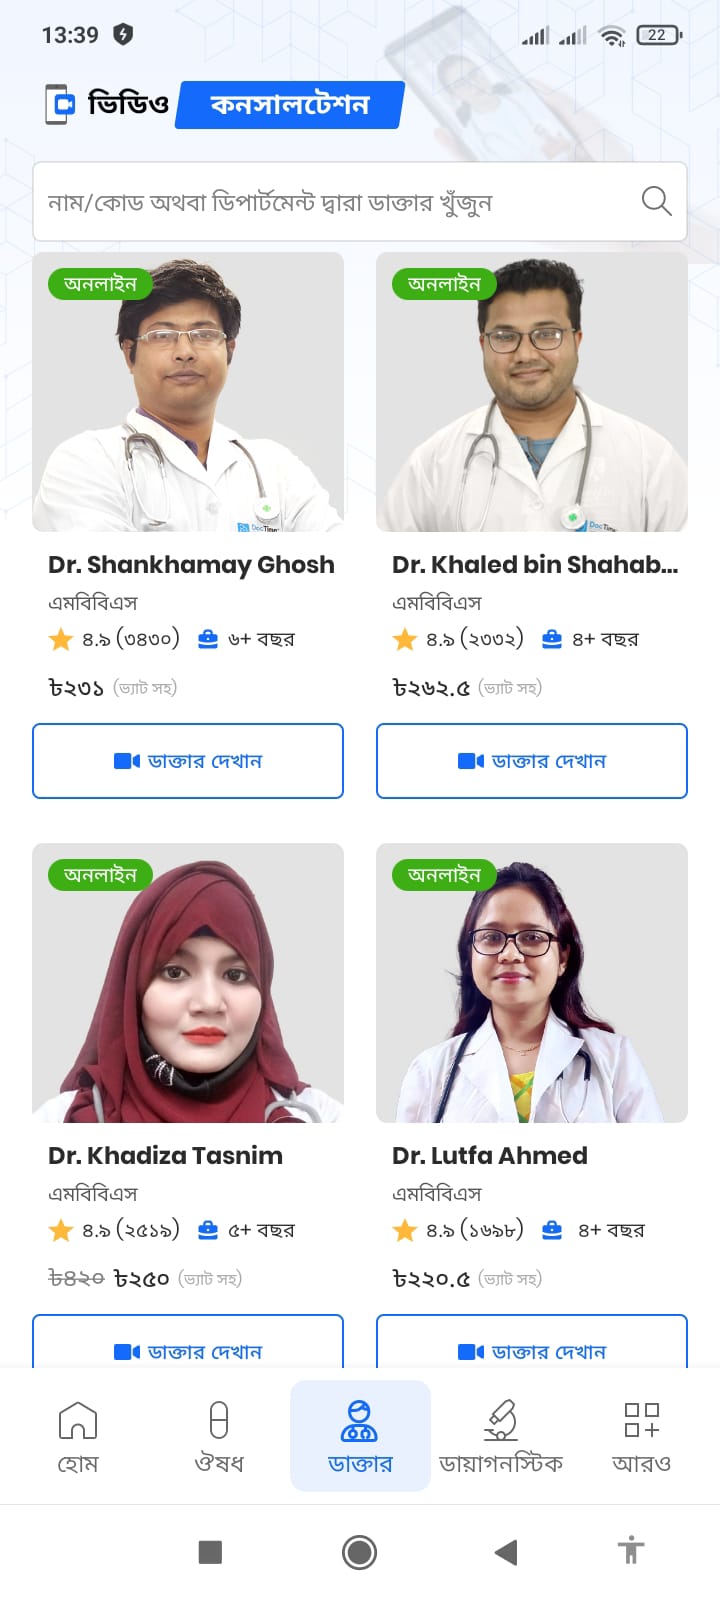 13:39
22
ভিডিও কনসালটেশন
নাম/কোড অথবা ডিপার্টমেন্ট দ্বারা ডাক্তার খুঁজুন
অনলাইন অনলাইন
DocTime DocTime
Dr. Shankhamay Ghosh Dr. Khaled bin Shahab...
এমবিবিএস এমবিবিএস
৪.৯ (৩৪৩০) ৬+ বছর ৪.৯ (২৩৩২) ৪+ বছর
৳২৩১ (ভ্যাট সহ) ৳২৬২.৫ (ভ্যাট সহ)
ডাক্তার দেখান ডাক্তার দেখান
অনলাইন অনলাইন
Dr. Khadiza Tasnim Dr. Lutfa Ahmed
এমবিবিএস এমবিবিএস
৪.৯ (২৫১৯) ৫+ বছর ৪.৯ (১৬৯৮) ৪+ বছর
৳৪২০ ৳২৫০ (ভ্যাট সহ) ৳২২০.৫ (ভ্যাট সহ)
ডাক্তার দেখান ডাক্তার দেখান
হোম ঔষধ ডাক্তার ডায়াগনস্টিক আরও